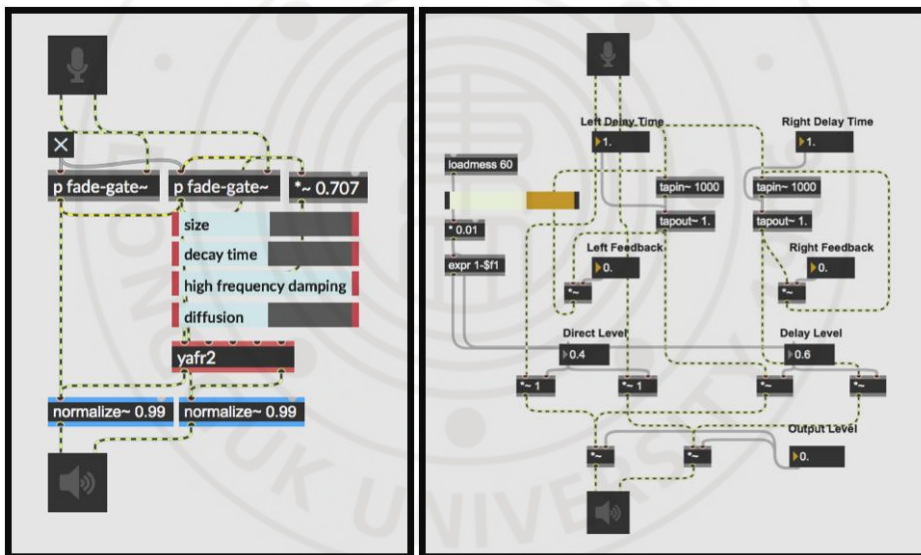 p fade-gate~
p fade-gate~
*~ 0.707
size
decay time
high frequency damping
diffusion
yafr2
normalize~ 0.99
normalize~ 0.99
Left Delay Time
1.
Right Delay Time
1.
loadmess 60
tapin~ 1000
tapin~ 1000
* 0.01
tapout~ 1.
tapout~ 1.
expr 1-$f1
Left Feedback
0.
Right Feedback
0.
*~
*~
Direct Level
0.4
Delay Level
0.6
*~ 1
*~ 1
*~
*~
Output Level
*~
*~
0.
UNIVERS